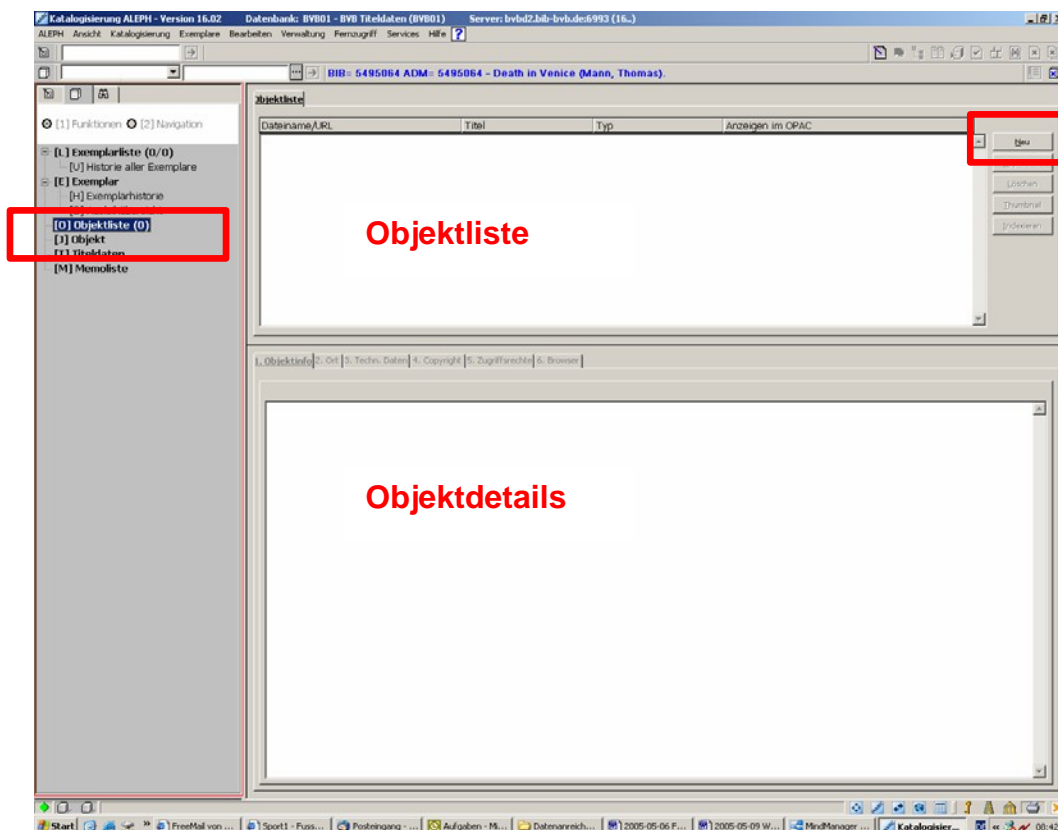 Katalogisierung ALEPH - Version 16.02 Datenbank: BVB01 - BVB Titeldaten (BVB01) Server: bvbd2.bib-bvb.de:6993 (16..)
ALEPH Ansicht Katalogisierung Exemplare Bearbeiten Verwaltung Fernzugriff Services Hilfe ?
BIB= 5495064 ADM= 5495064 - Death in Venice (Mann, Thomas).
[1] Funktionen [2] Navigation
[L] Exemplarliste (0/0)
[U] Historie aller Exemplare
[E] Exemplar
[H] Exemplarhistorie
[O] Objektliste (0)
[J] Objekt
[T] Titeldaten
[M] Memoliste
Objektliste
Dateiname/URL Titel Typ Anzeigen im OPAC
Neu
Löschen
Thumbnail
Indexieren
Objektliste
1. Objektinfo 2. Ort 3. Techn. Daten 4. Copyright 5. Zugriffsrechte 6. Browser
Objektdetails
Start » FreeMail von ... Sport1 - Fuss... Posteingang - ... Aufgaben - Mi... Datenanreich... 2005-05-06 F... 2005-05-09 W... MindManager ... Katalogisier... «